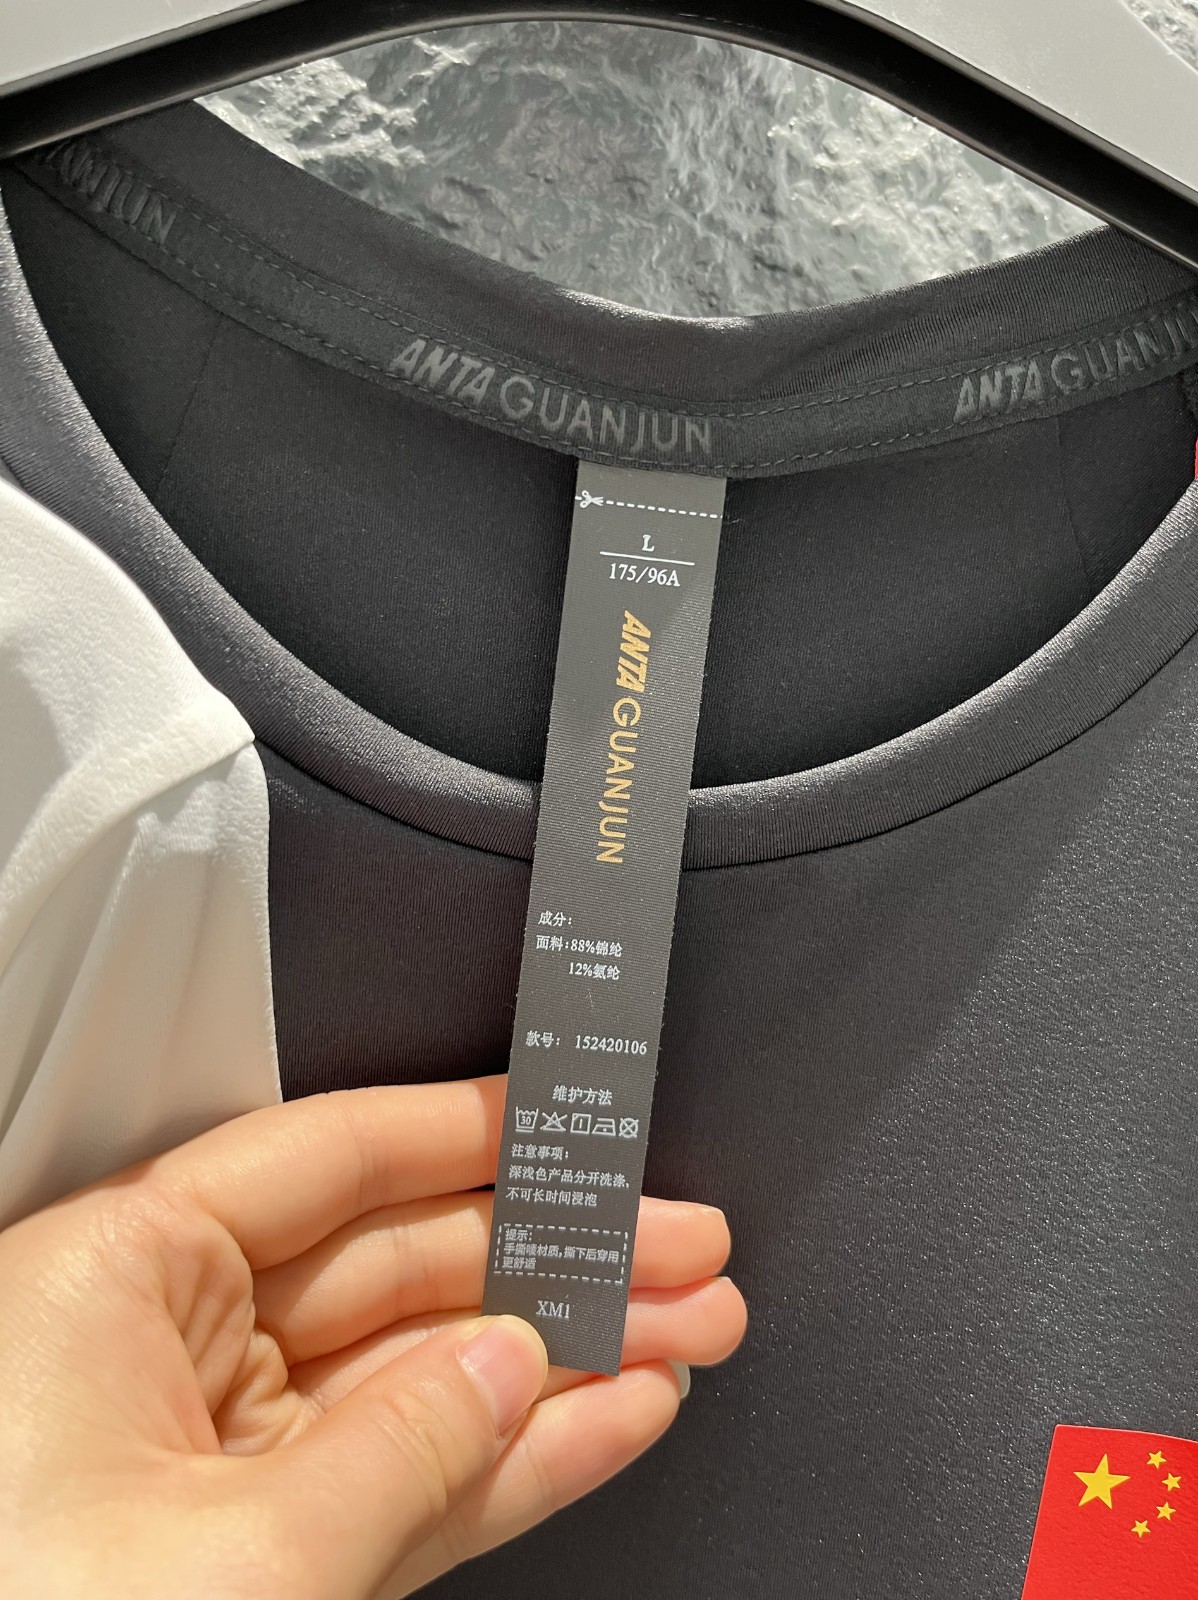 ANTA GUANJUN
ANTA GUANJUN
L
175/96A
ANTA GUANJUN
成分:
面料:88%锦纶
12%氨纶
款号: 152420106
维护方法
30
注意事项:
深浅色产品分开洗涤,
不可长时间浸泡
提示:
手撕唛材质,撕下后穿用
更舒适
XM1